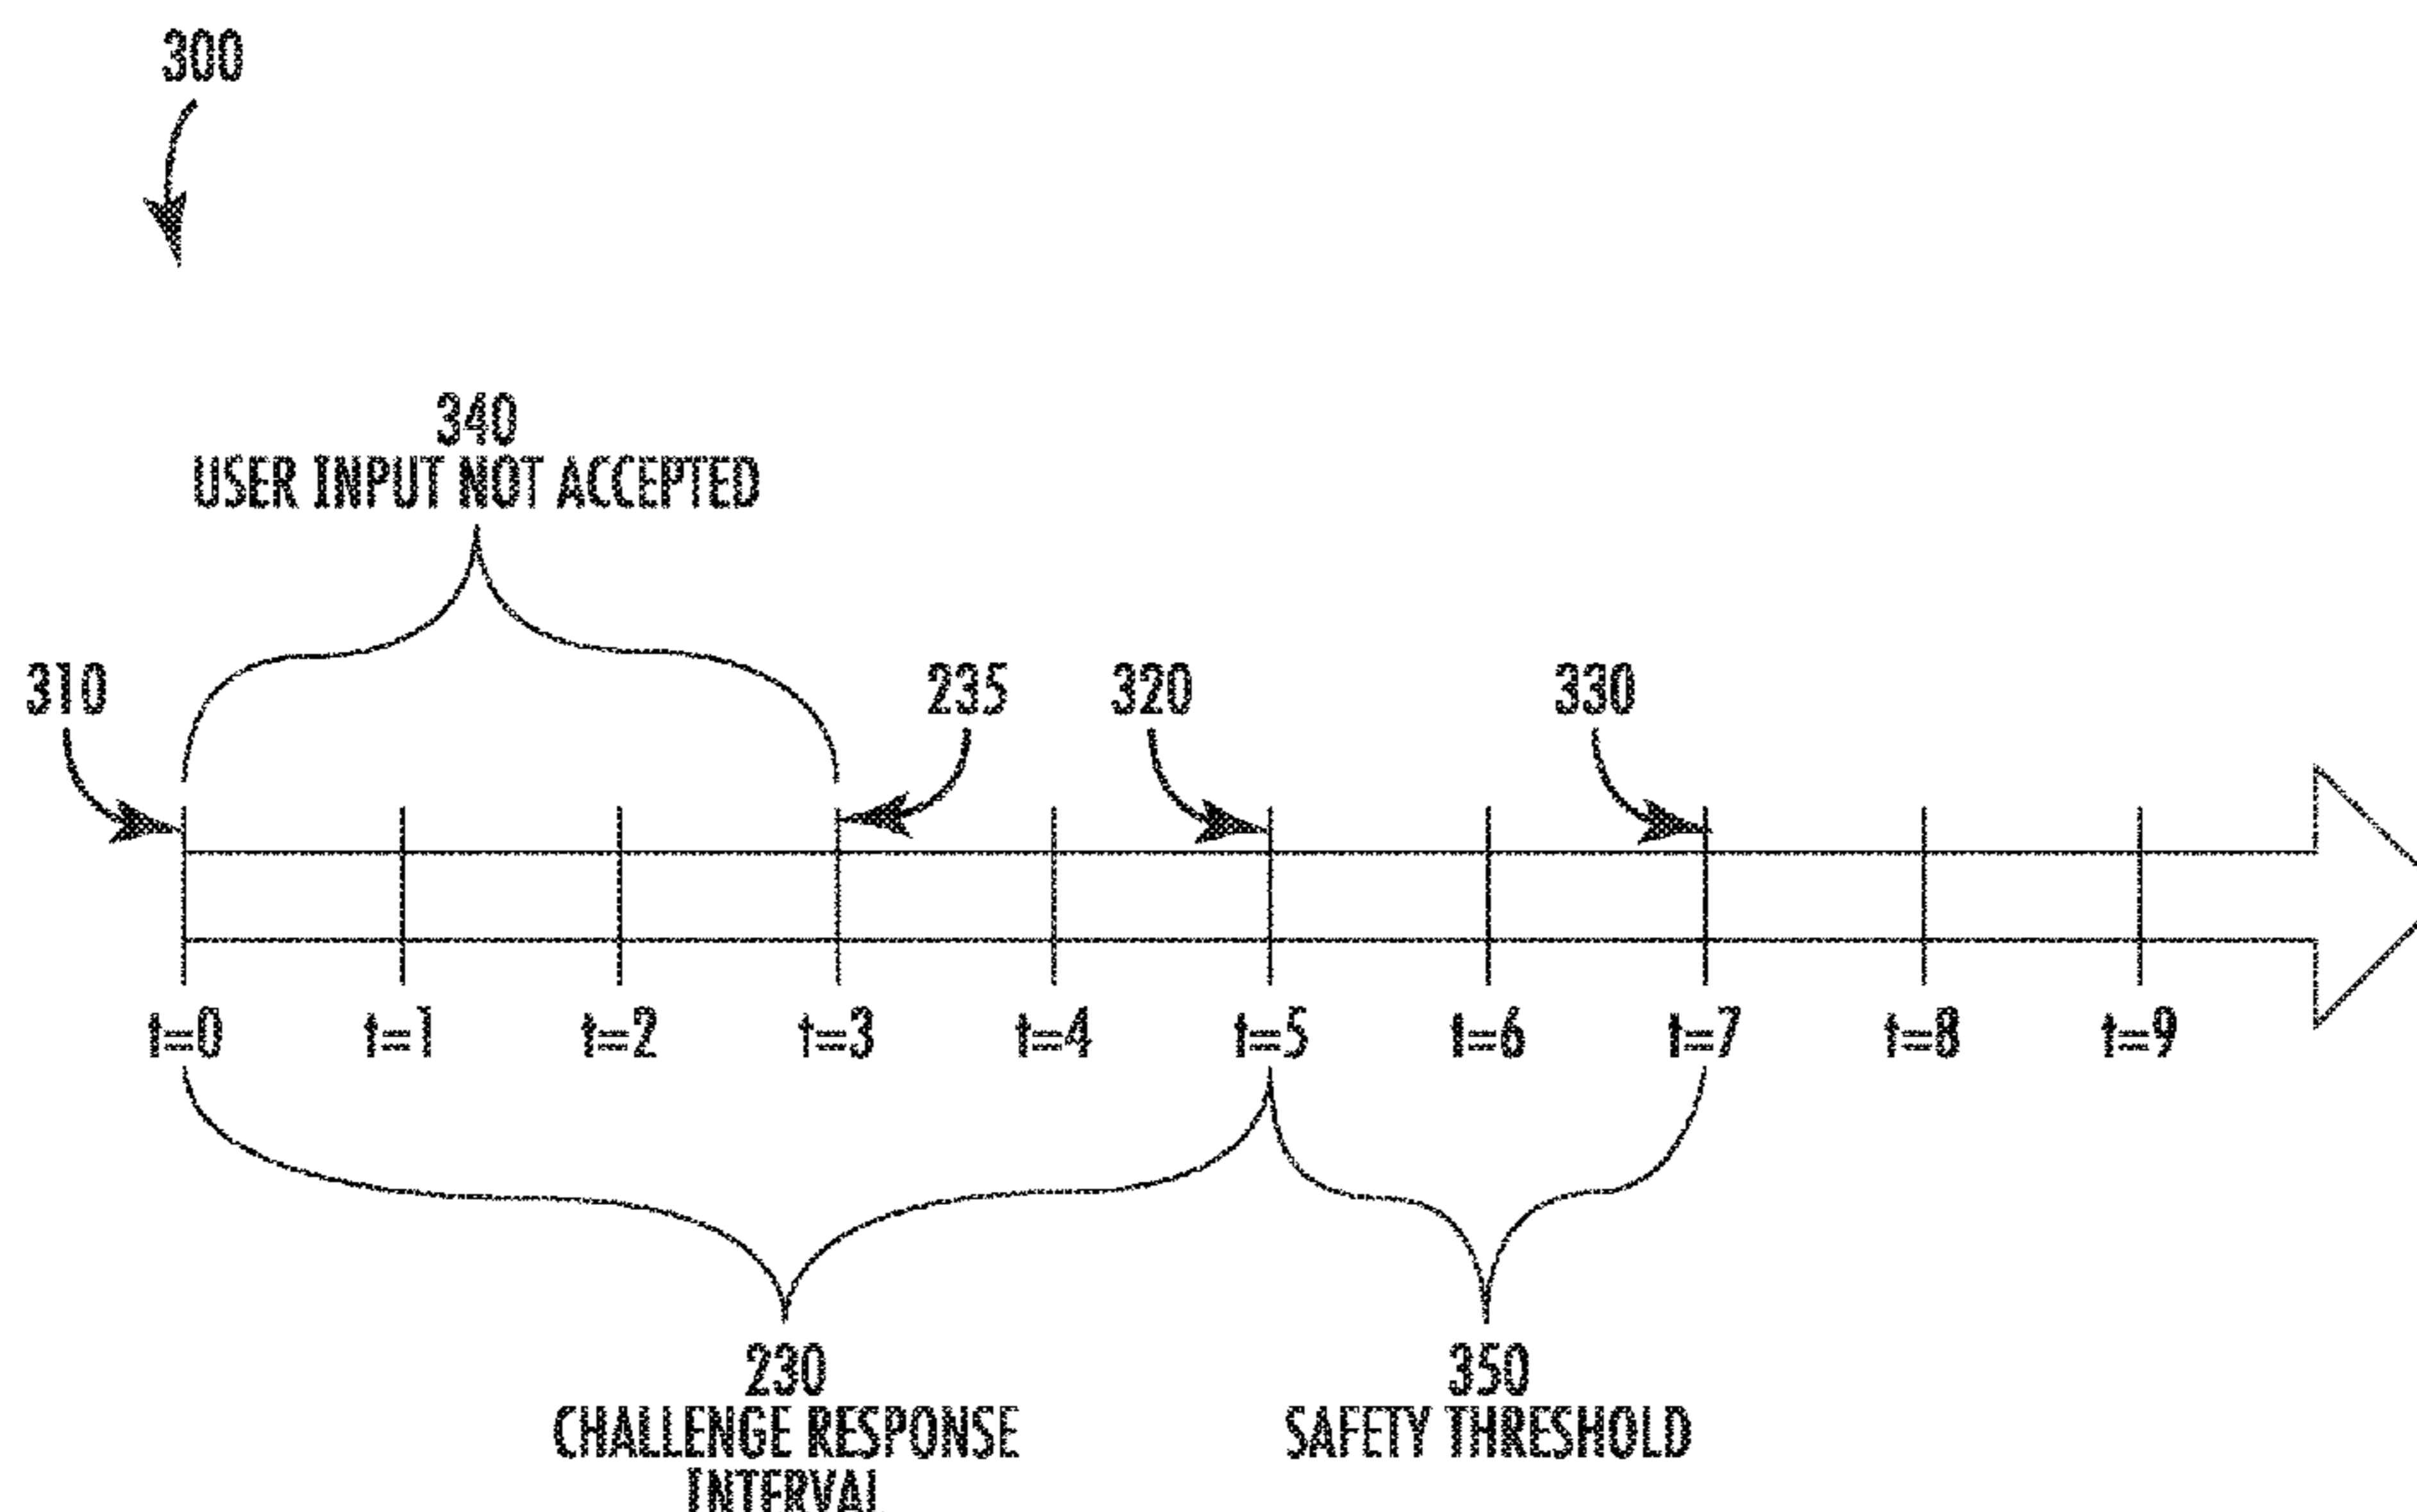 300
340
USER INPUT NOT ACCEPTED
310
235
320
330
t=0
t=1
t=2
t=3
t=4
t=5
t=6
t=7
t=8
t=9
230
CHALLENGE RESPONSE
INTERVAL
350
SAFETY THRESHOLD